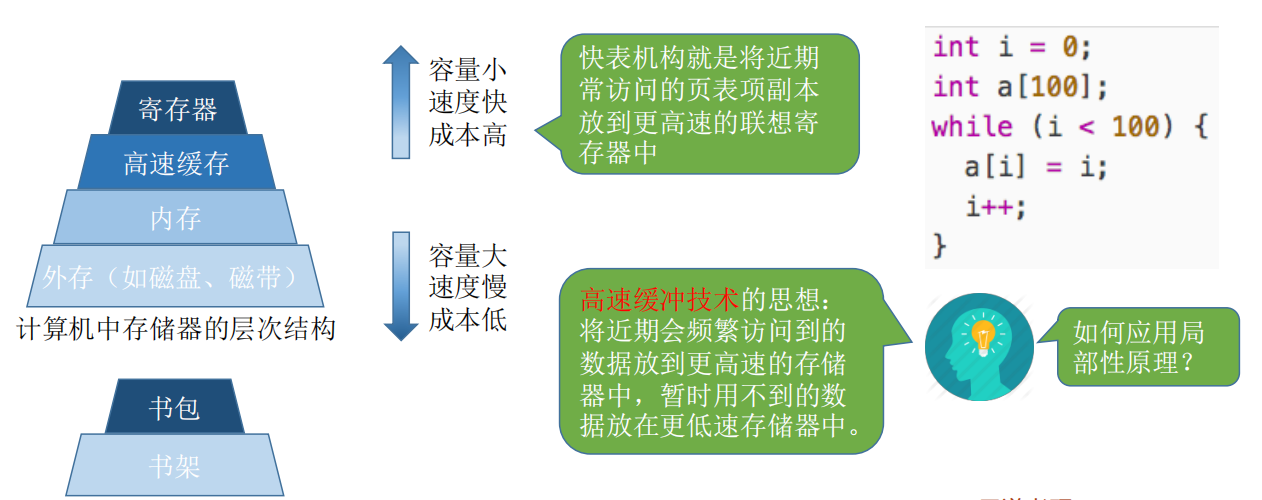 寄存器
高速缓存
内存
外存（如磁盘、磁带）
计算机中存储器的层次结构
书包
书架
容量小
速度快
成本高
容量大
速度慢
成本低
快表机构就是将近期
常访问的页表项副本
放到更高速的联想寄
存器中
高速缓冲技术的思想：
将近期会频繁访问到的
数据放到更高速的存储
器中，暂时用不到的数
据放在更低速存储器中。
int i = 0;
int a[100];
while (i < 100) {
  a[i] = i;
  i++;
}
如何应用局
部性原理？